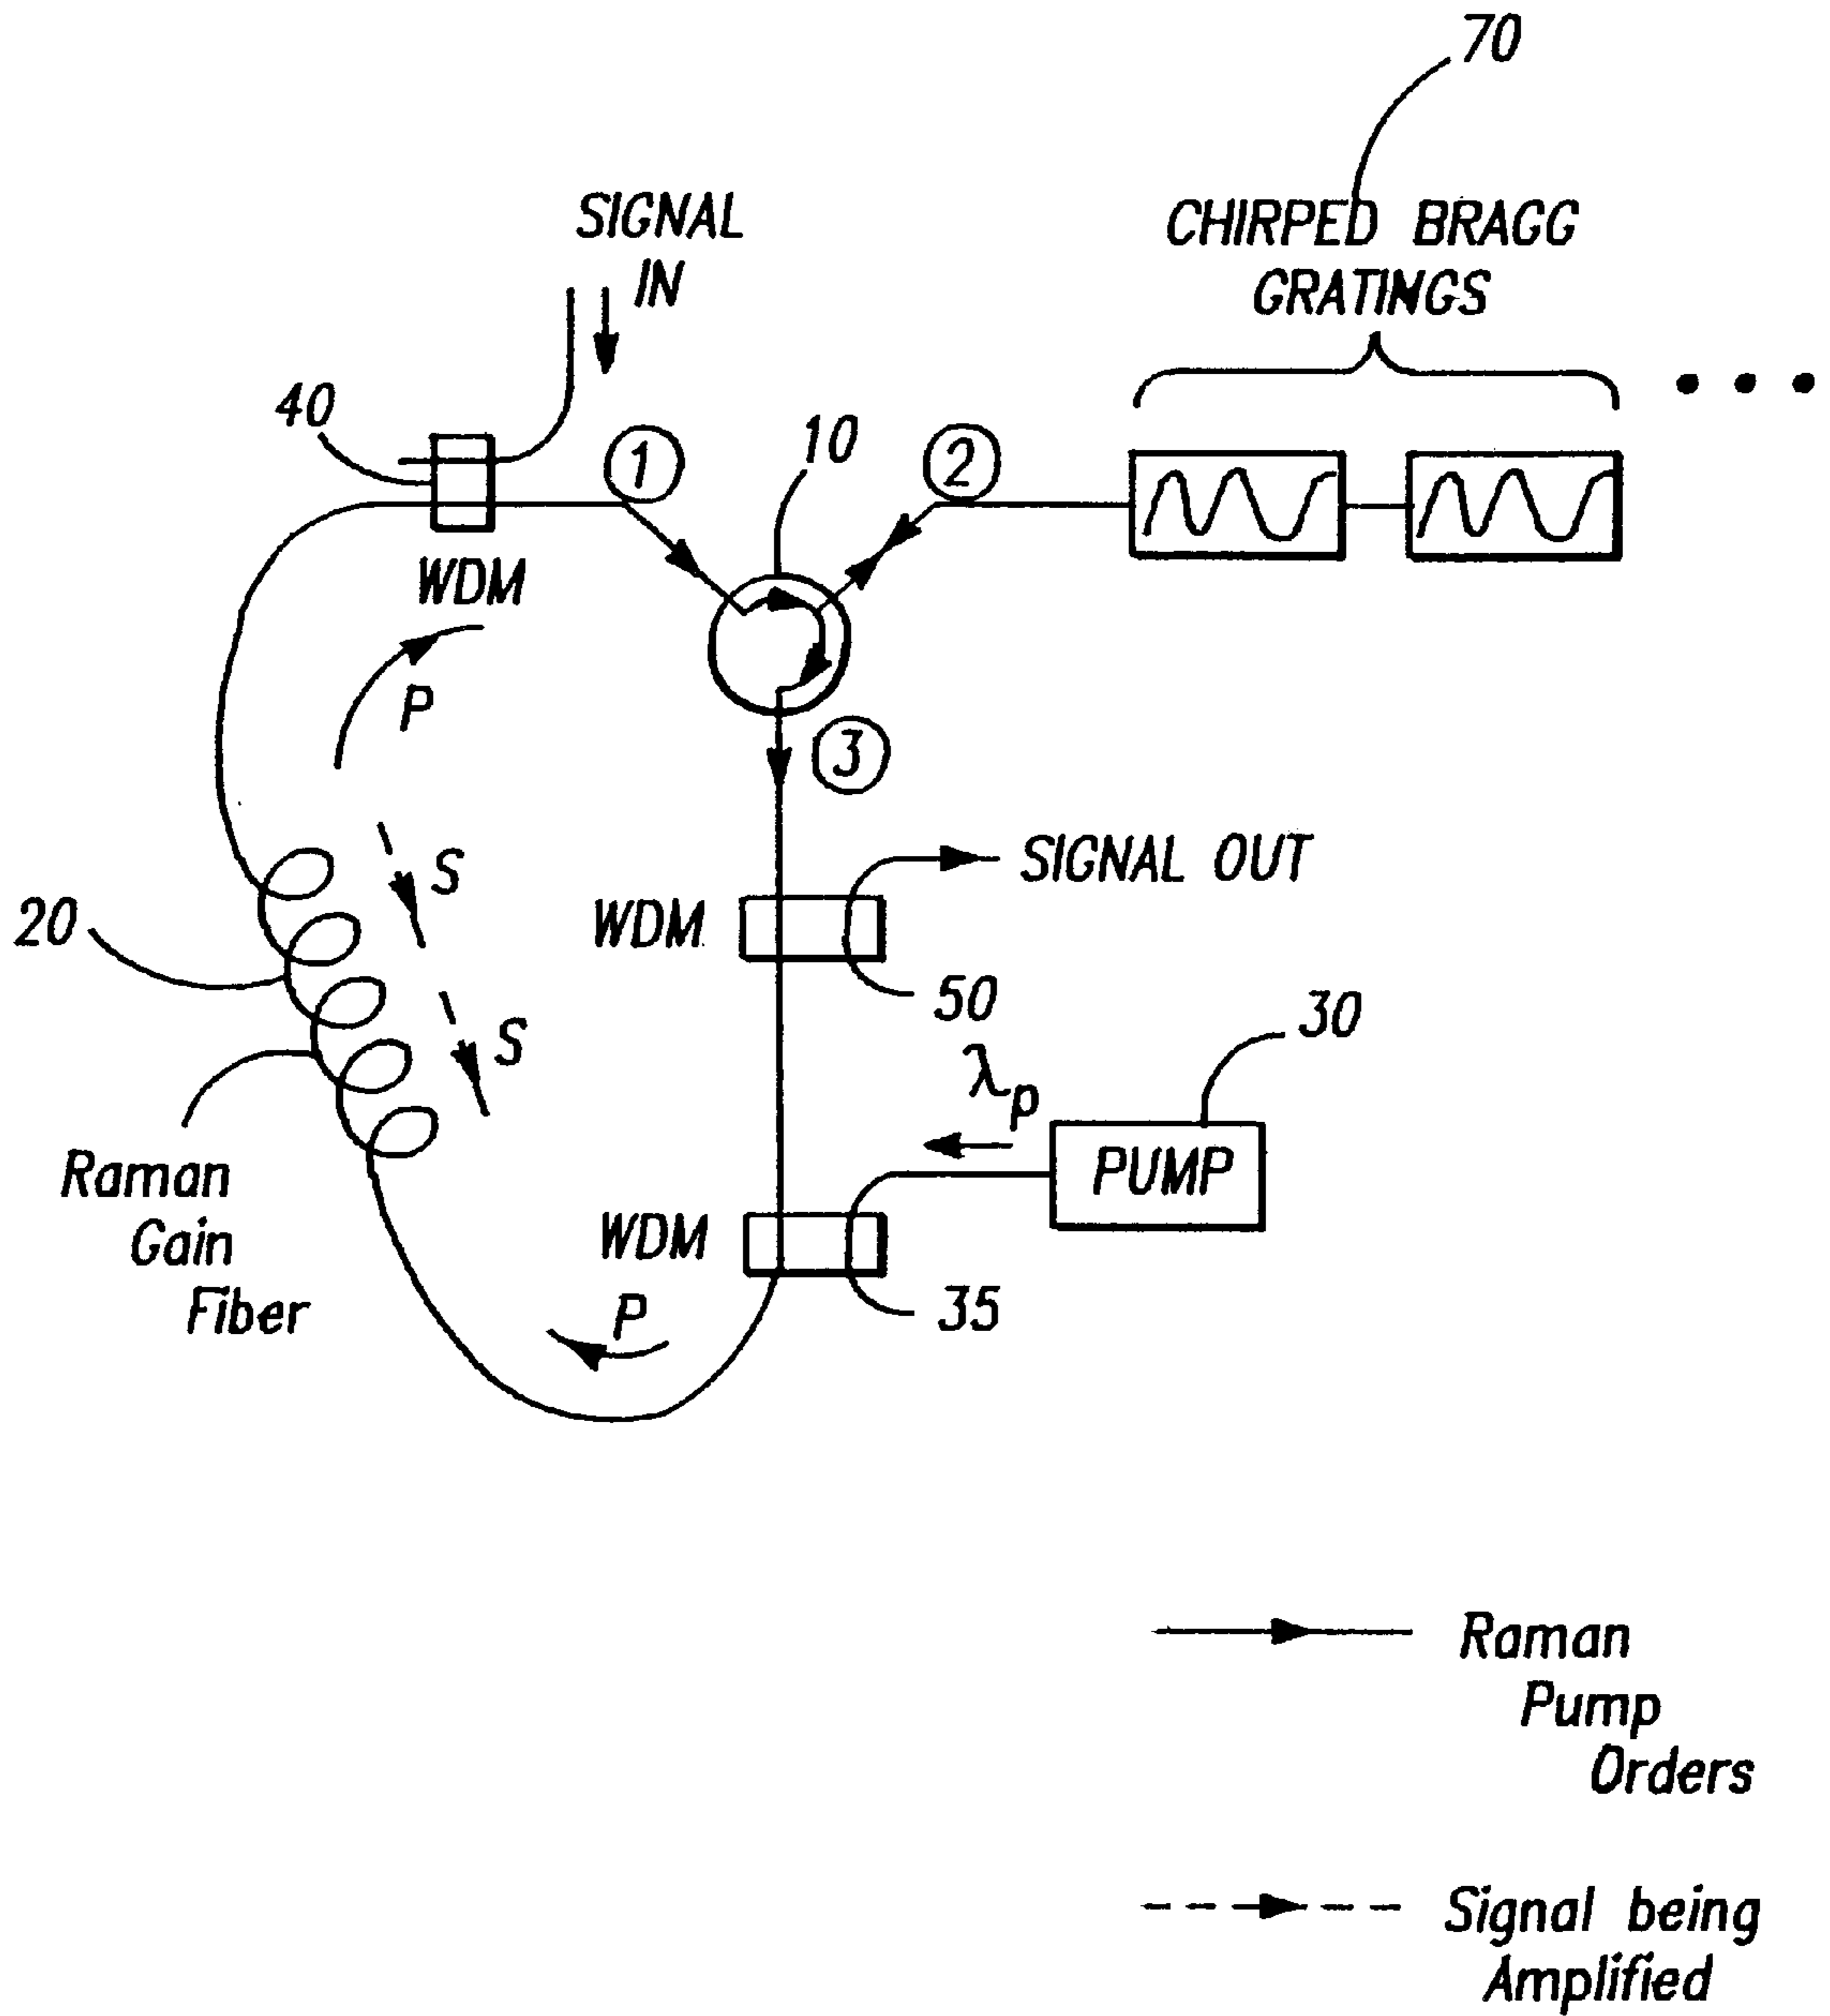 70
SIGNAL
IN
CHIRPED BRAGG
GRATINGS
40
1
10
2
WDM
P
3
S
SIGNAL OUT
20
WDM
50
S
30
λp
PUMP
Raman
Gain
Fiber
WDM
35
P
Raman
Pump
Orders
Signal being
Amplified